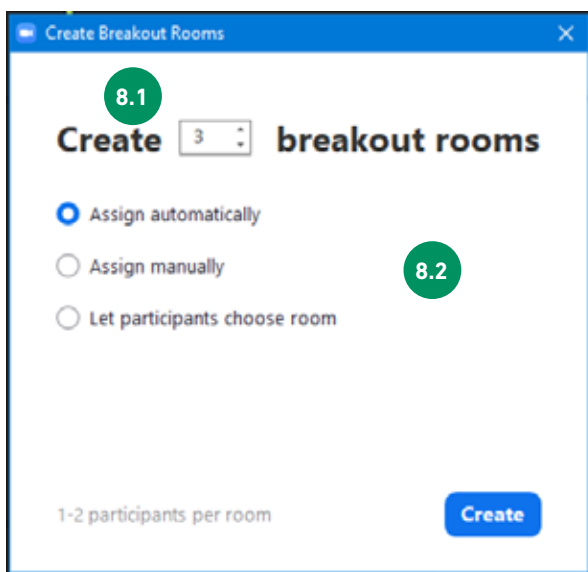 Create Breakout Rooms
8.1
Create 3 breakout rooms
Assign automatically
Assign manually
8.2
Let participants choose room
1-2 participants per room
Create